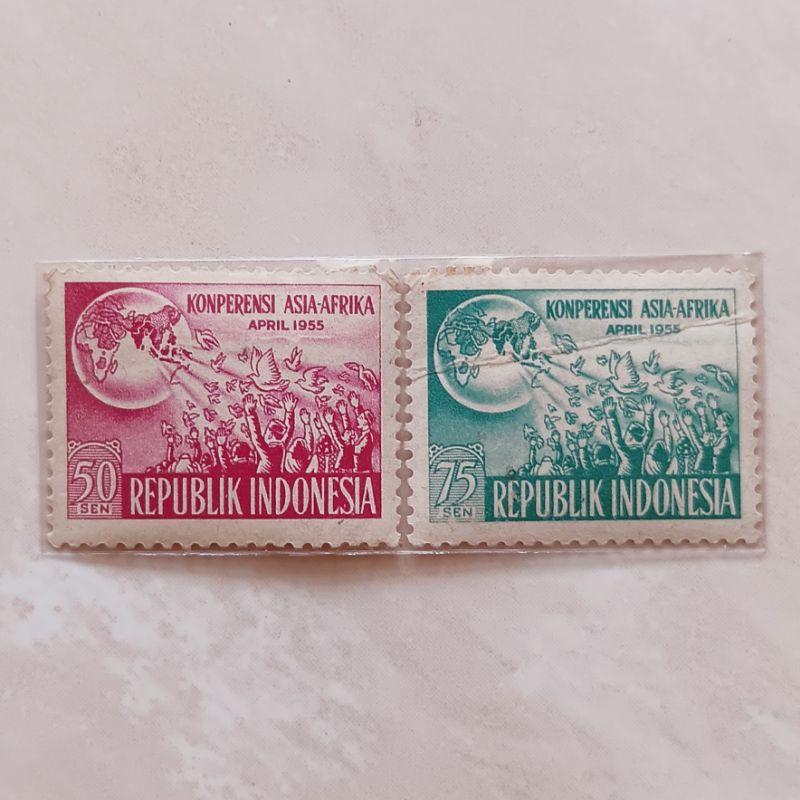 KONPERENSI ASIA-AFRIKA
APRIL 1955
50
SEN
REPUBLIK INDONESIA
KONPERENSI ASIA-AFRIKA
APRIL 1955
75
SEN
REPUBLIK INDONESIA